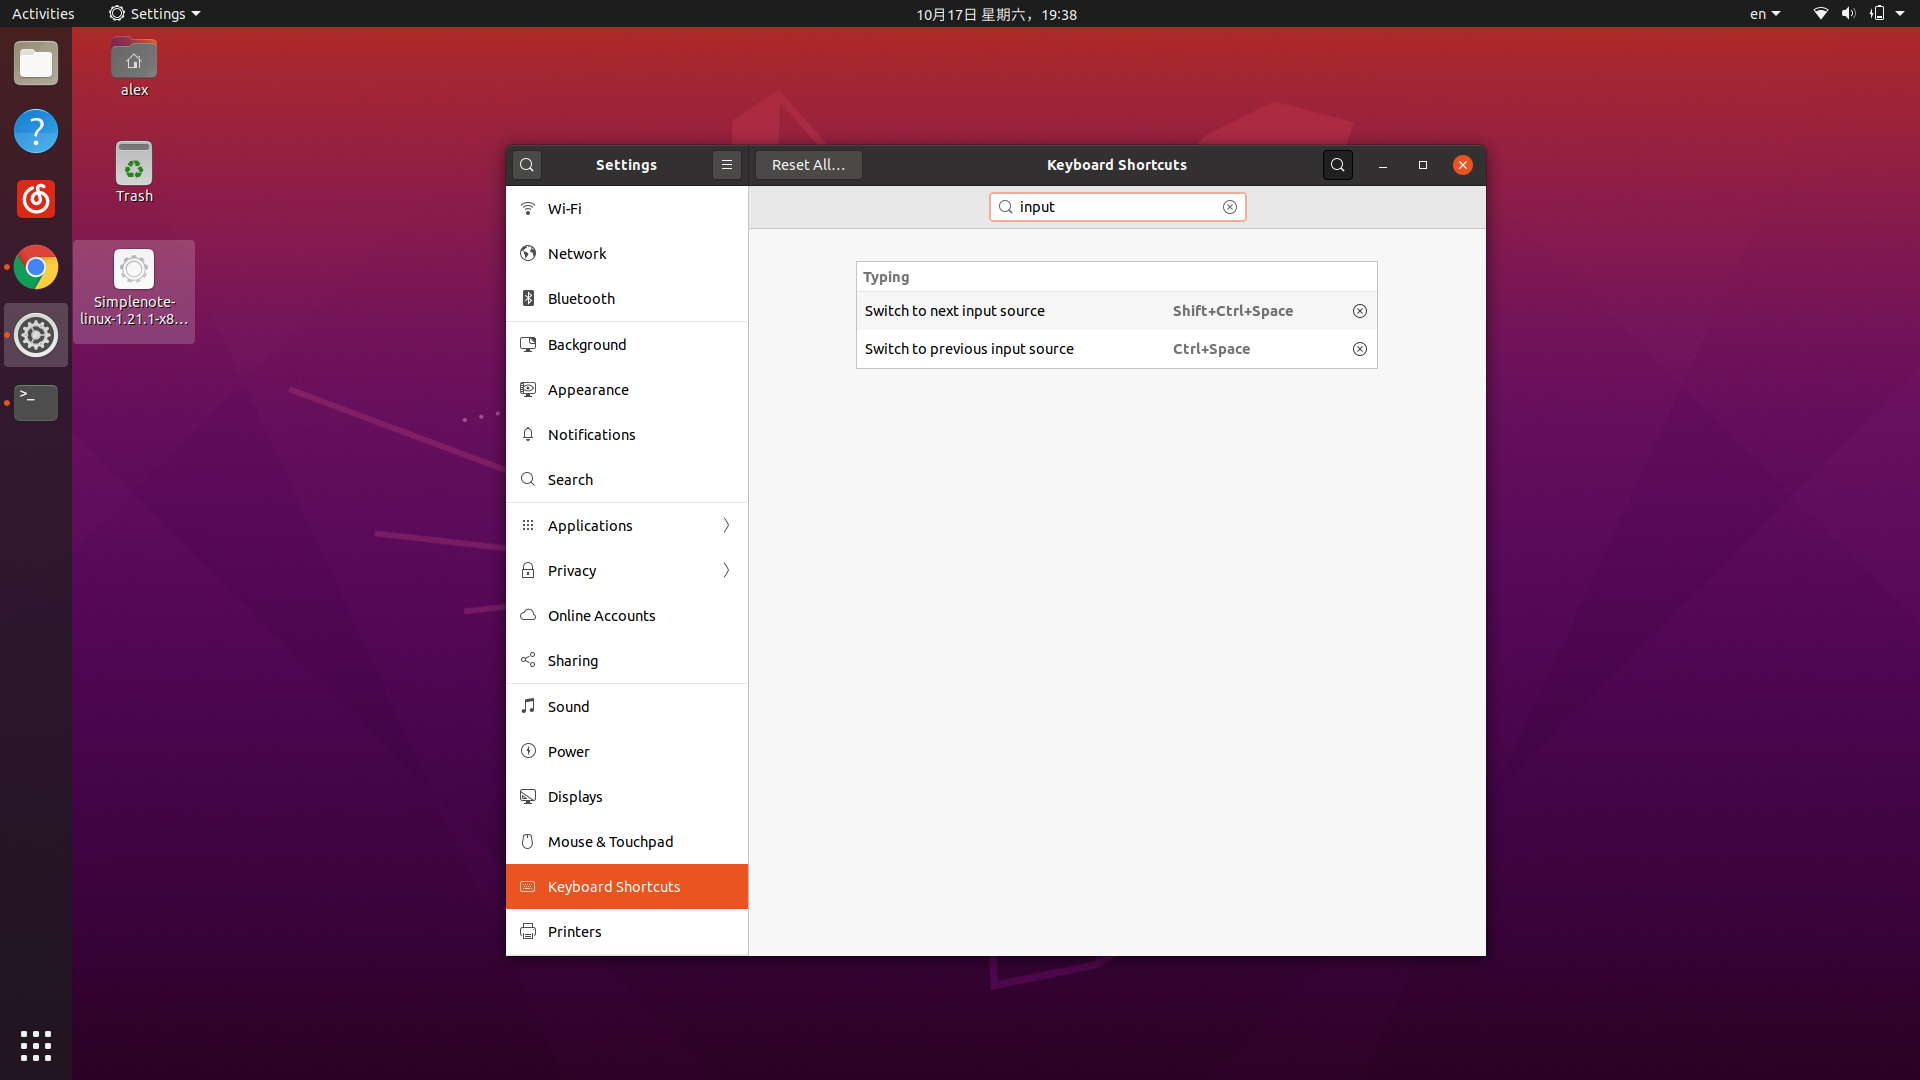 Activities
Settings
10月17日 星期六，19:38
en
alex
Trash
Simplenote-
linux-1.21.1-x8...
>_
Settings
Reset All...
Keyboard Shortcuts
input
Wi-Fi
Network
Bluetooth
Background
Appearance
Notifications
Search
Applications
Privacy
Online Accounts
Sharing
Sound
Power
Displays
Mouse & Touchpad
Keyboard Shortcuts
Printers
Typing
Switch to next input source Shift+Ctrl+Space
Switch to previous input source Ctrl+Space